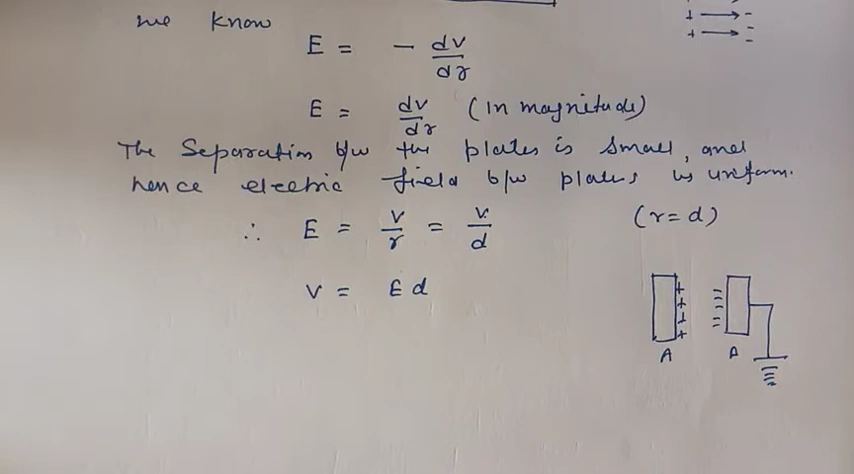 we know
E = - dv/dr
E = dv/dr (in magnitude)
The Separation b/w the plates is small, and
hence electric field b/w plates is uniform.
∴ E = v/r = v/d (r = d)
v = Ed
A A